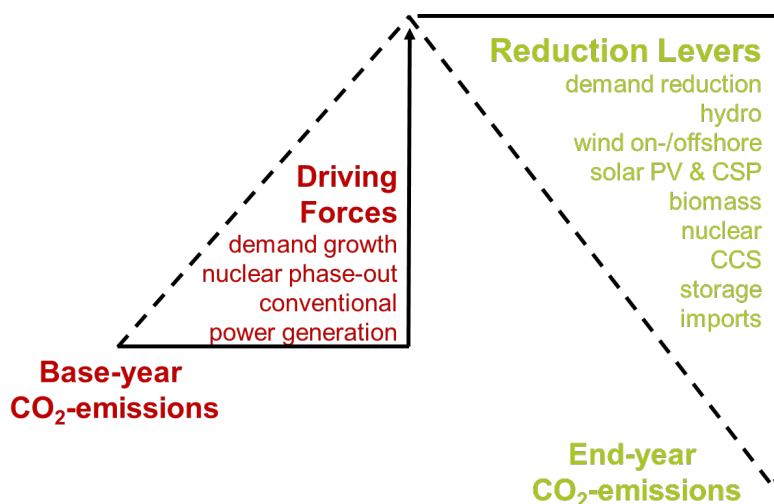 Driving
Forces
demand growth
nuclear phase-out
conventional
power generation
Base-year
CO₂-emissions
Reduction Levers
demand reduction
hydro
wind on-/offshore
solar PV & CSP
biomass
nuclear
CCS
storage
imports
End-year
CO₂-emissions